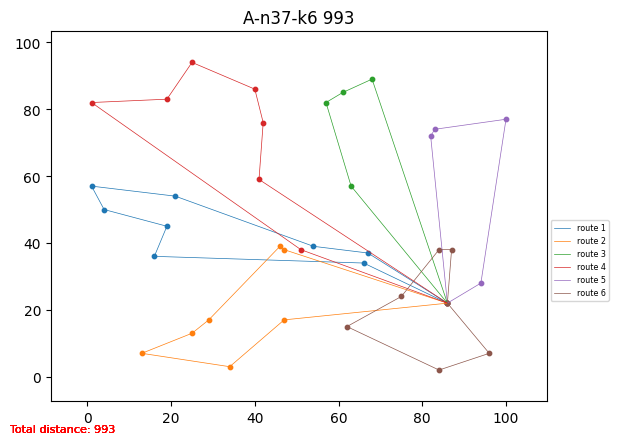 A-n37-k6 993
100
80
60
40
20
0
0 20 40 60 80 100
route 1
route 2
route 3
route 4
route 5
route 6
Total distance: 993